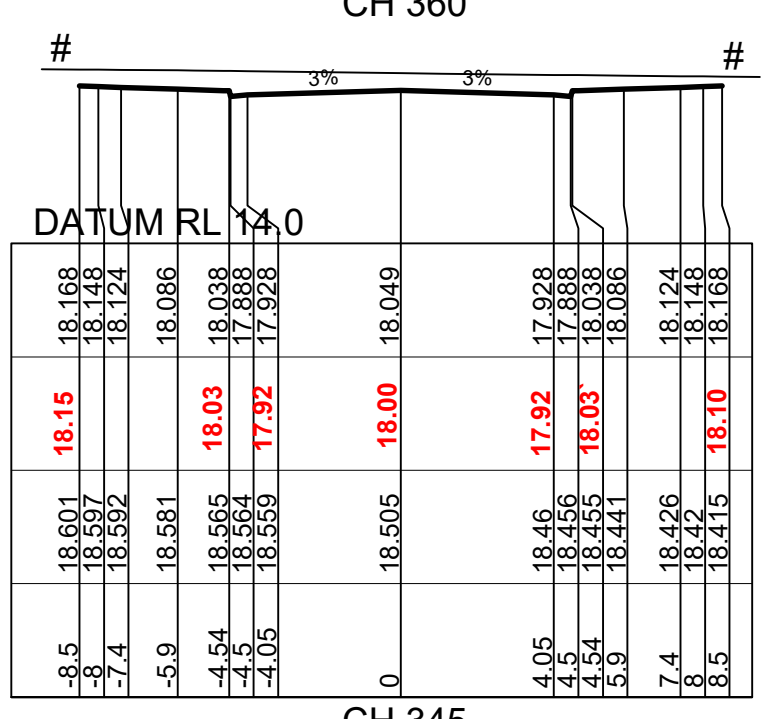 CH 360
#
#
3% 3%
DATUM RL 14.0
18.168 18.148 18.124 18.086 18.038 17.888 17.928 18.049 17.928 17.888 18.038 18.086 18.124 18.148 18.168
18.15 18.03 17.92 18.00 17.92 18.03` 18.10
18.601 18.597 18.592 18.581 18.565 18.564 18.559 18.505 18.46 18.456 18.455 18.441 18.426 18.42 18.415
-8.5 -8 -7.4 -5.9 -4.54 -4.5 -4.05 0 4.05 4.5 4.54 5.9 7.4 8 8.5
CH 345